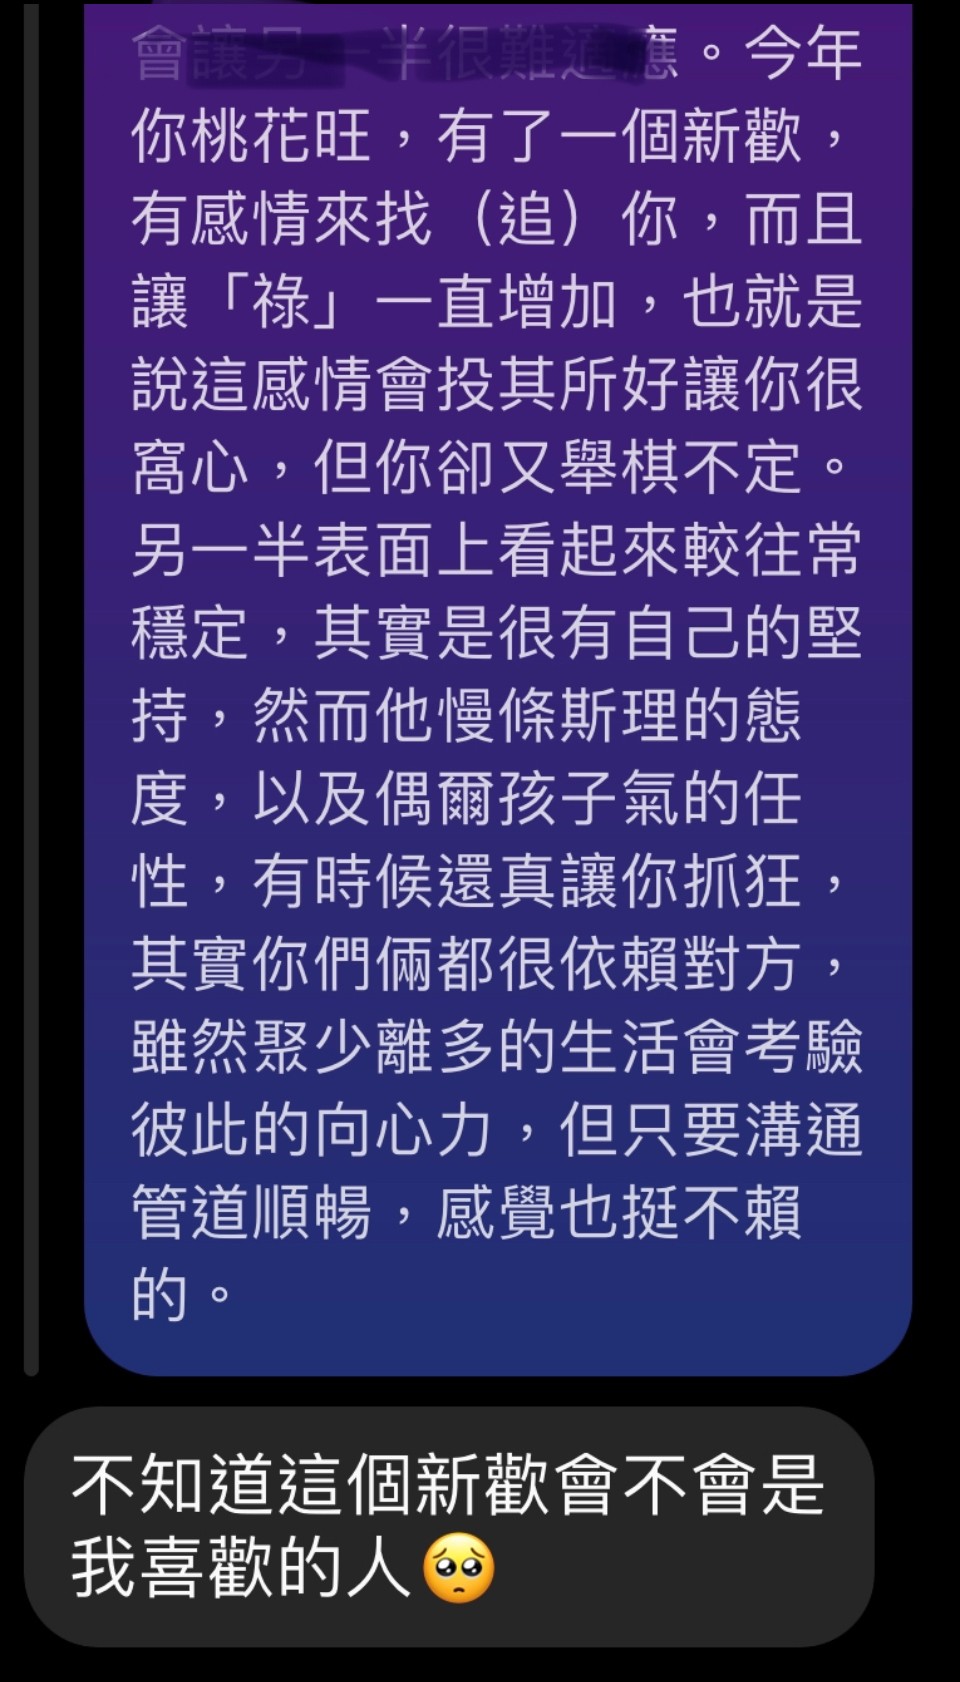 會讓另一半很難適應。今年
你桃花旺，有了一個新歡，
有感情來找（追）你，而且
讓「祿」一直增加，也就是
說這感情會投其所好讓你很
窩心，但你卻又舉棋不定。
另一半表面上看起來較往常
穩定，其實是很有自己的堅
持，然而他慢條斯理的態
度，以及偶爾孩子氣的任
性，有時候還真讓你抓狂，
其實你們倆都很依賴對方，
雖然聚少離多的生活會考驗
彼此的向心力，但只要溝通
管道順暢，感覺也挺不賴
的。
不知道這個新歡會不會是
我喜歡的人🥺